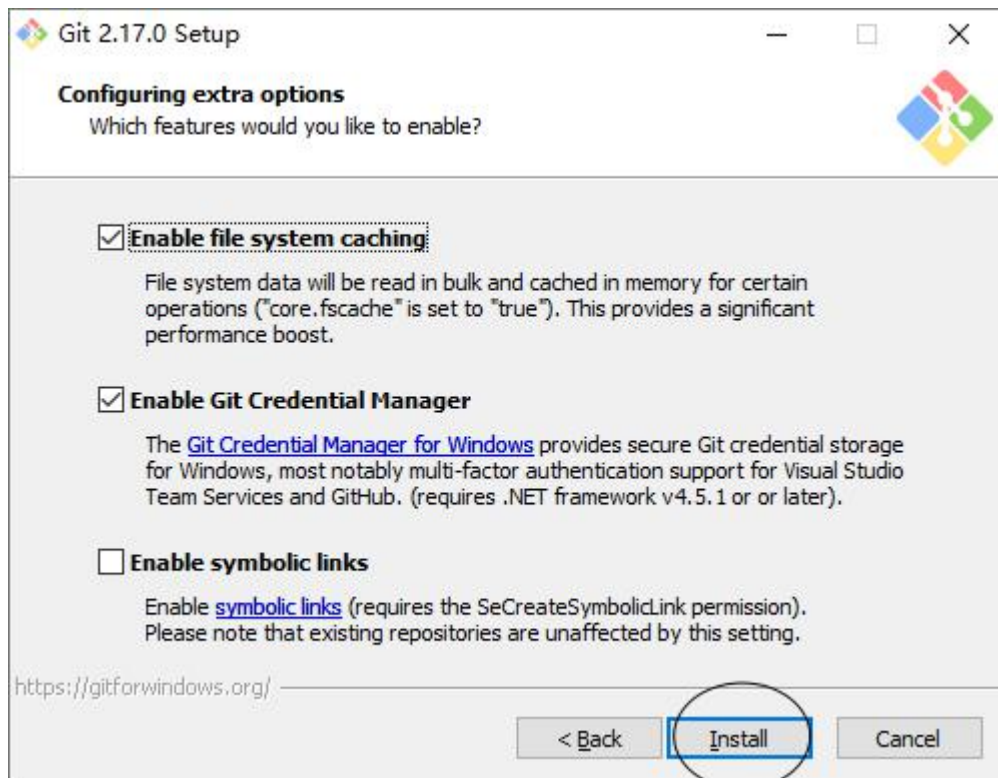 Git 2.17.0 Setup
Configuring extra options
Which features would you like to enable?
Enable file system caching
File system data will be read in bulk and cached in memory for certain
operations ("core.fscache" is set to "true"). This provides a significant
performance boost.
Enable Git Credential Manager
The Git Credential Manager for Windows provides secure Git credential storage
for Windows, most notably multi-factor authentication support for Visual Studio
Team Services and GitHub. (requires .NET framework v4.5.1 or or later).
Enable symbolic links
Enable symbolic links (requires the SeCreateSymbolicLink permission).
Please note that existing repositories are unaffected by this setting.
https://gitforwindows.org/
< Back Install Cancel